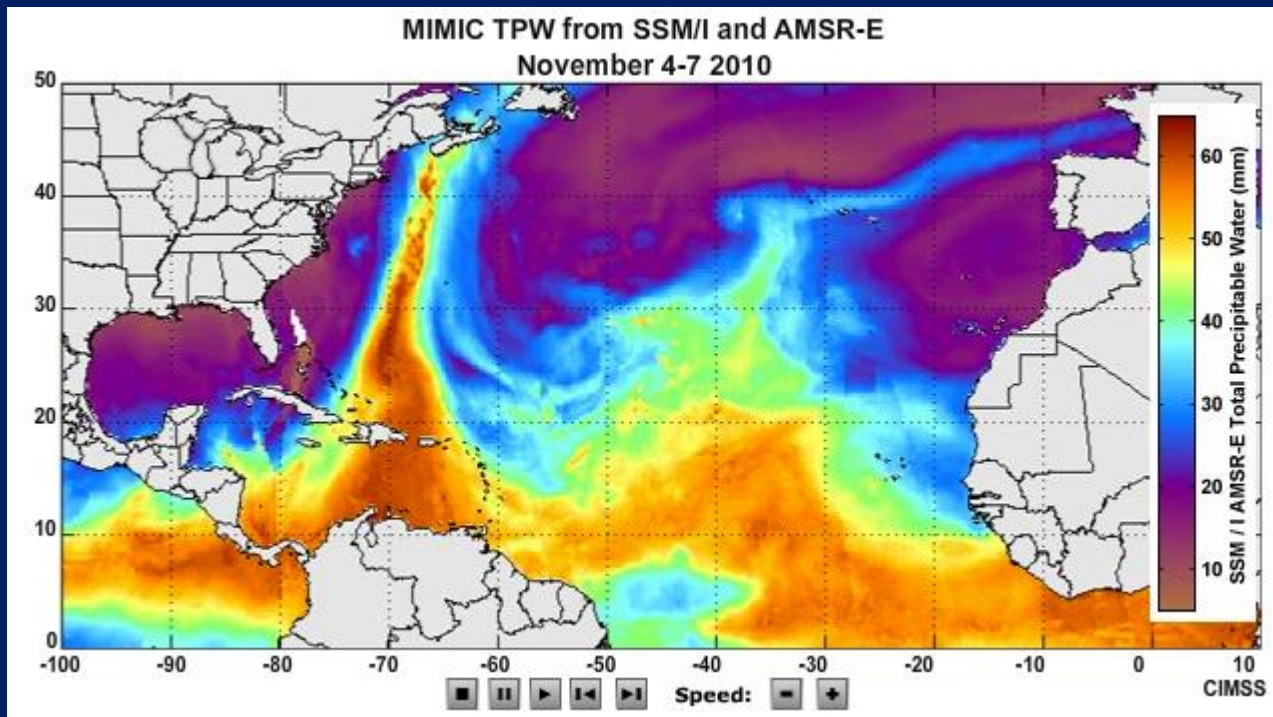 MIMIC TPW from SSM/I and AMSR-E
November 4-7 2010
50
40
30
20
10
0
-100 -90 -80 -70 -60 -50 -40 -30 -20 -10 0 10
60
50
40
30
20
10
SSM / I AMSR-E Total Precipitable Water (mm)
CIMSS
Speed: - +